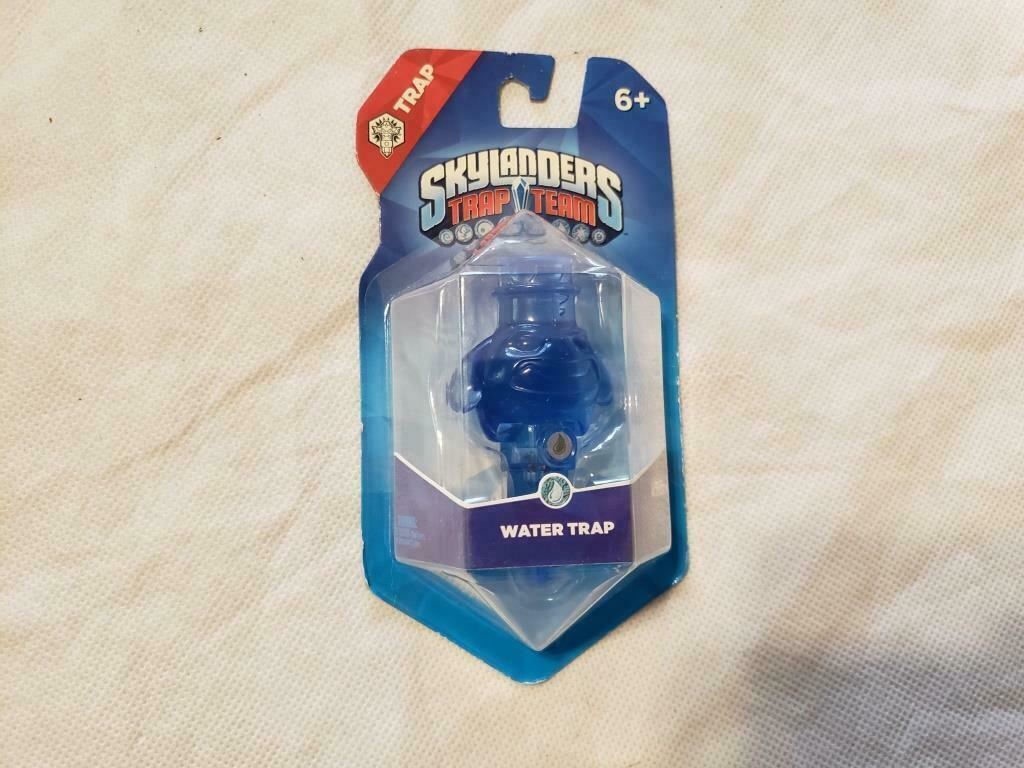 TRAP
6+
SKYLANDERS
TRAP TEAM
WATER TRAP